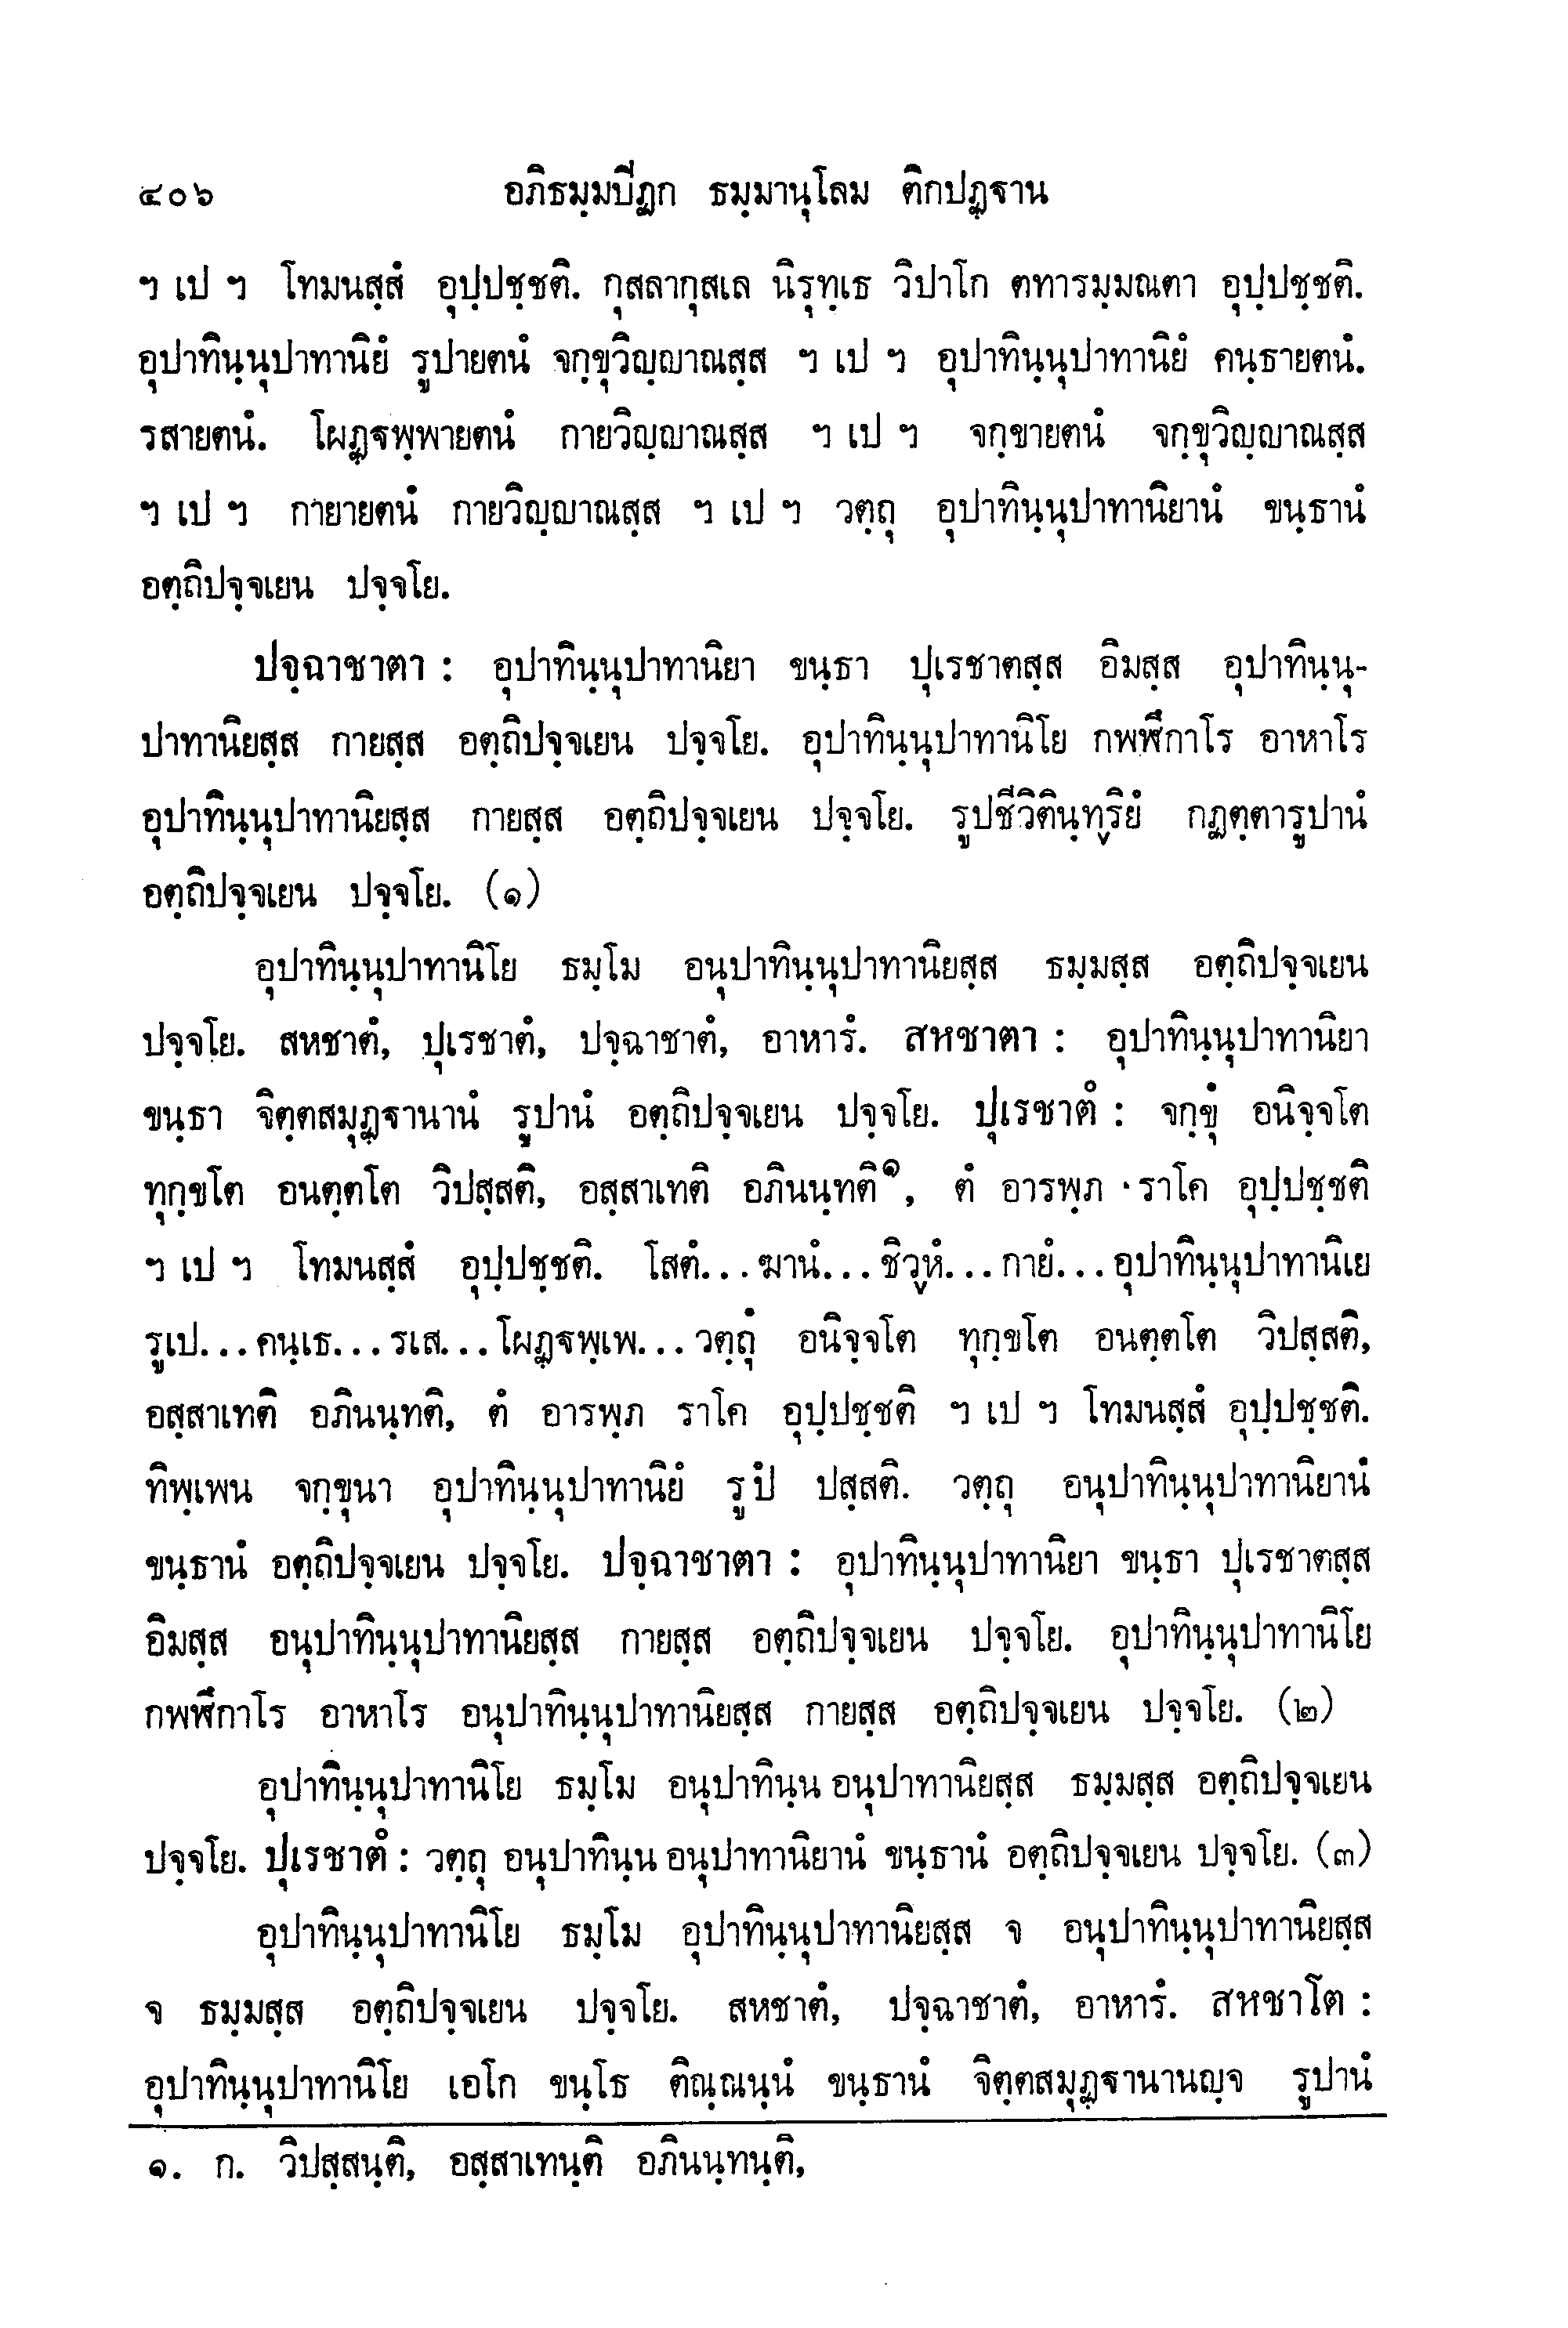 ๔๐๖ อภิธมฺมปิฏก ธมฺมานุโลม ติกปฏฺฐาน
ฯ เป ฯ โทมนสฺสํ อุปฺปชฺชติ. กุสลากุสเล นิรุทฺเธ วิปาโก ตทารมฺมณตา อุปฺปชฺชติ.
อุปาทินฺนุปาทานิยํ รูปายตนํ จกฺขุวิญฺญาณสฺส ฯ เป ฯ อุปาทินฺนุปาทานิยํ คนฺธายตนํ.
รสายตนํ. โผฏฺฐพฺพายตนํ กายวิญฺญาณสฺส ฯ เป ฯ จกฺขายตนํ จกฺขุวิญฺญาณสฺส
ฯ เป ฯ กายายตนํ กายวิญฺญาณสฺส ฯ เป ฯ วตฺถุ อุปาทินฺนุปาทานิยานํ ขนฺธานํ
อตฺถิปจฺจเยน ปจฺจโย.
ปจฺฉาชาตา : อุปาทินฺนุปาทานิยา ขนฺธา ปุเรชาตสฺส อิมสฺส อุปาทินฺนุ-
ปาทานิยสฺส กายสฺส อตฺถิปจฺจเยน ปจฺจโย. อุปาทินฺนุปาทานิโย กพฬึกาโร อาหาโร
อุปาทินฺนุปาทานิยสฺส กายสฺส อตฺถิปจฺจเยน ปจฺจโย. รูปชีวิตินฺทฺริยํ กฏตฺตารูปานํ
อตฺถิปจฺจเยน ปจฺจโย. (๑)
อุปาทินฺนุปาทานิโย ธมฺโม อนุปาทินฺนุปาทานิยสฺส ธมฺมสฺส อตฺถิปจฺจเยน
ปจฺจโย. สหชาตํ, ปุเรชาตํ, ปจฺฉาชาตํ, อาหารํ. สหชาตา : อุปาทินฺนุปาทานิยา
ขนฺธา จิตฺตสมุฏฺฐานานํ รูปานํ อตฺถิปจฺจเยน ปจฺจโย. ปุเรชาตํ : จกฺขุํ อนิจฺจโต
ทุกฺขโต อนตฺตโต วิปสฺสติ, อสฺสาเทติ อภินนฺทติ๑, ตํ อารพฺภ ราโค อุปฺปชฺชติ
ฯ เป ฯ โทมนสฺสํ อุปฺปชฺชติ. โสตํ...ฆานํ...ชิวฺหํ...กายํ...อุปาทินฺนุปาทานิเย
รูเป...คนฺเธ...รเส...โผฏฺฐพฺเพ...วตฺถุํ อนิจฺจโต ทุกฺขโต อนตฺตโต วิปสฺสติ,
อสฺสาเทติ อภินนฺทติ, ตํ อารพฺภ ราโค อุปฺปชฺชติ ฯ เป ฯ โทมนสฺสํ อุปฺปชฺชติ.
ทิพฺเพน จกฺขุนา อุปาทินฺนุปาทานิยํ รูปํ ปสฺสติ. วตฺถุ อนุปาทินฺนุปาทานิยานํ
ขนฺธานํ อตฺถิปจฺจเยน ปจฺจโย. ปจฺฉาชาตา : อุปาทินฺนุปาทานิยา ขนฺธา ปุเรชาตสฺส
อิมสฺส อนุปาทินฺนุปาทานิยสฺส กายสฺส อตฺถิปจฺจเยน ปจฺจโย. อุปาทินฺนุปาทานิโย
กพฬึกาโร อาหาโร อนุปาทินฺนุปาทานิยสฺส กายสฺส อตฺถิปจฺจเยน ปจฺจโย. (๒)
อุปาทินฺนุปาทานิโย ธมฺโม อนุปาทินฺน อนุปาทานิยสฺส ธมฺมสฺส อตฺถิปจฺจเยน
ปจฺจโย. ปุเรชาตํ : วตฺถุ อนุปาทินฺน อนุปาทานิยานํ ขนฺธานํ อตฺถิปจฺจเยน ปจฺจโย. (๓)
อุปาทินฺนุปาทานิโย ธมฺโม อุปาทินฺนุปาทานิยสฺส จ อนุปาทินฺนุปาทานิยสฺส
จ ธมฺมสฺส อตฺถิปจฺจเยน ปจฺจโย. สหชาตํ, ปจฺฉาชาตํ, อาหารํ. สหชาโต :
อุปาทินฺนุปาทานิโย เอโก ขนฺโธ ติณฺณนฺนํ ขนฺธานํ จิตฺตสมุฏฺฐานานญฺจ รูปานํ
๑. ก. วิปสฺสนฺติ, อสฺสาเทนฺติ อภินนฺทนฺติ,